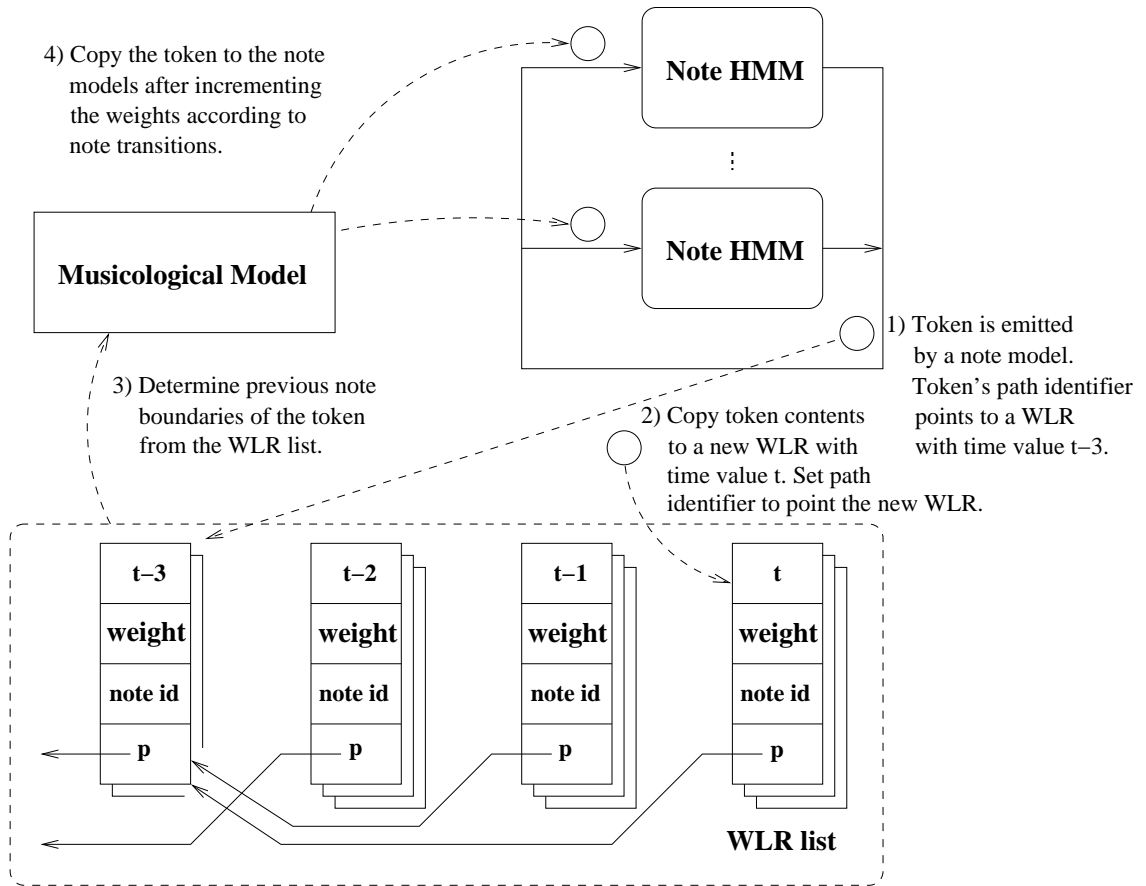 4) Copy the token to the note
models after incrementing
the weights according to
note transitions.
Note HMM
Note HMM
Musicological Model
1) Token is emitted
by a note model.
Token's path identifier
points to a WLR
with time value t−3.
3) Determine previous note
boundaries of the token
from the WLR list.
2) Copy token contents
to a new WLR with
time value t. Set path
identifier to point the new WLR.
t−3
weight
note id
p
t−2
weight
note id
p
t−1
weight
note id
p
t
weight
note id
p
WLR list